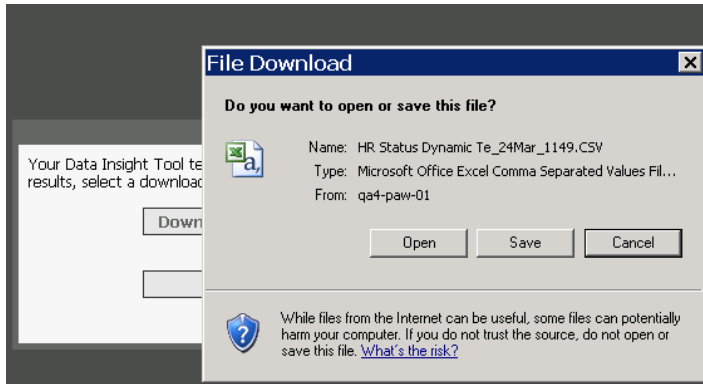 File Download
Do you want to open or save this file?
Name: HR Status Dynamic Te_24Mar_1149.CSV
Type: Microsoft Office Excel Comma Separated Values Fil...
From: qa4-paw-01
Open Save Cancel
While files from the Internet can be useful, some files can potentially
harm your computer. If you do not trust the source, do not open or
save this file. What's the risk?
Your Data Insight Tool te
results, select a download
Down